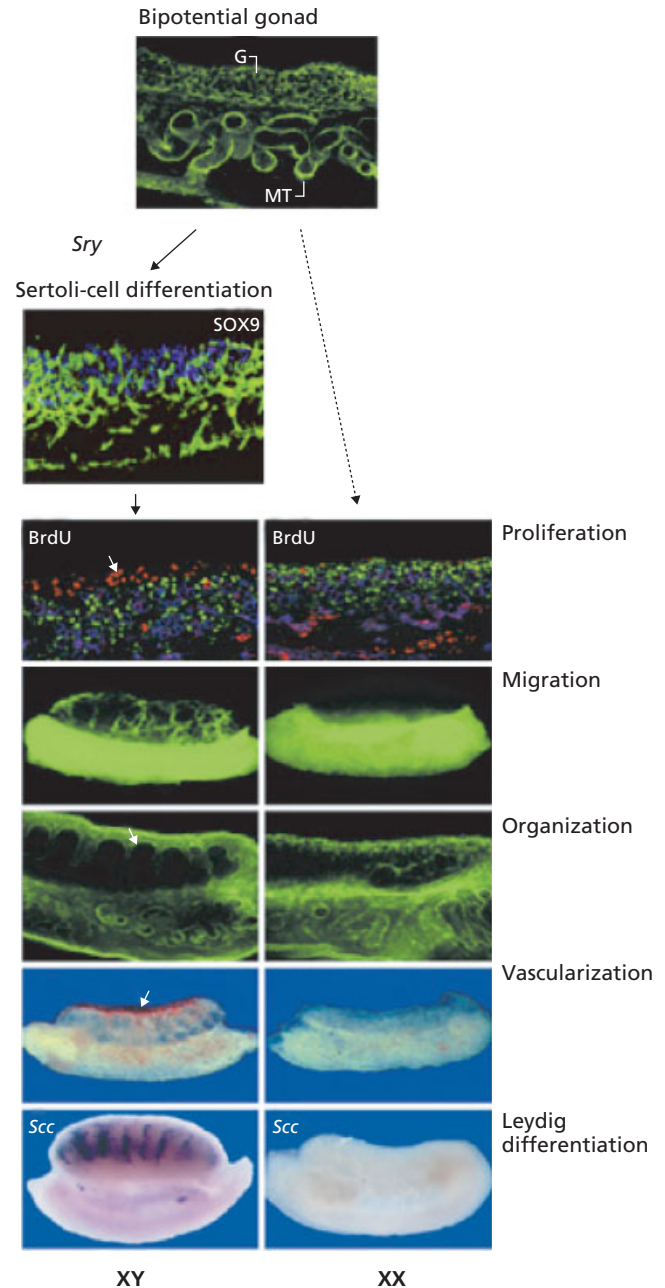 Bipotential gonad
G
MT
Sry
Sertoli-cell differentiation
SOX9
BrdU
BrdU
Proliferation
Migration
Organization
Vascularization
Scc
Scc
Leydig
differentiation
XY
XX